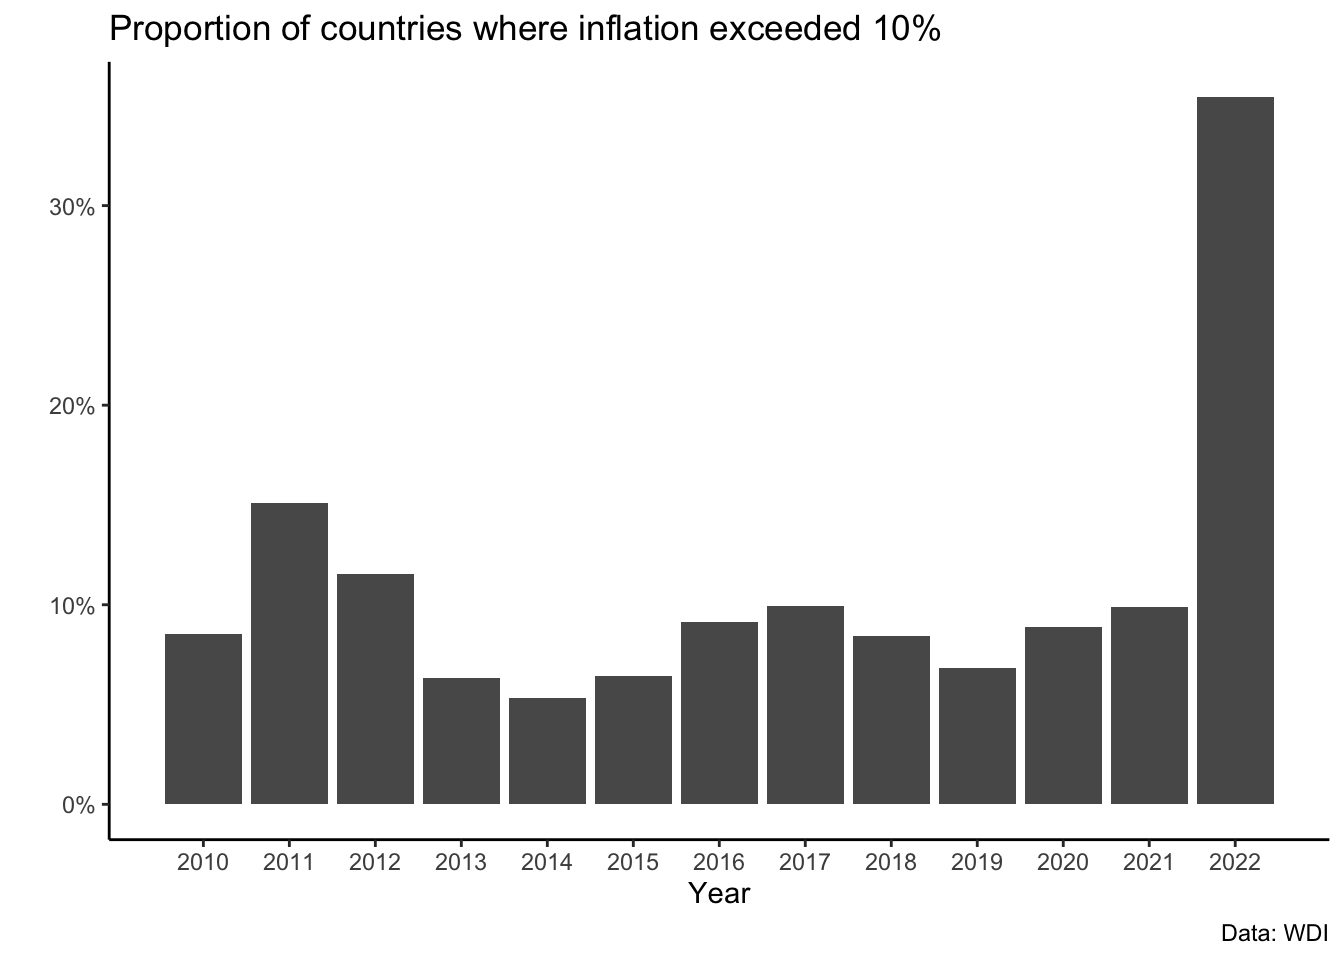 Proportion of countries where inflation exceeded 10%
30%
20%
10%
0%
2010 2011 2012 2013 2014 2015 2016 2017 2018 2019 2020 2021 2022
Year
Data: WDI